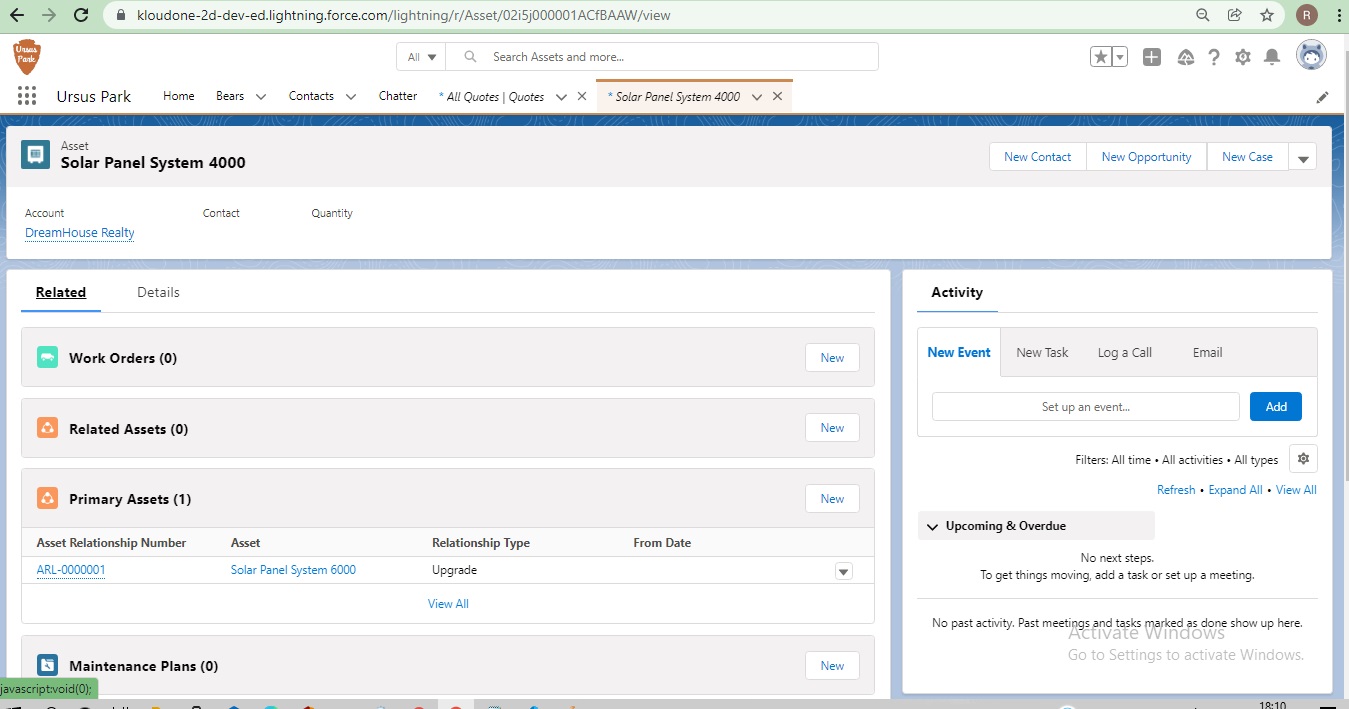 kloudone-2d-dev-ed.lightning.force.com/lightning/r/Asset/02i5j000001ACfBAAW/view
R
Ursus Park
All
Search Assets and more...
Ursus Park
Home
Bears
Contacts
Chatter
* All Quotes | Quotes
* Solar Panel System 4000
Asset
Solar Panel System 4000
New Contact
New Opportunity
New Case
Account
Contact
Quantity
DreamHouse Realty
Related
Details
Work Orders (0)
New
Related Assets (0)
New
Primary Assets (1)
New
Asset Relationship Number
Asset
Relationship Type
From Date
ARL-0000001
Solar Panel System 6000
Upgrade
View All
Maintenance Plans (0)
New
Activity
New Event
New Task
Log a Call
Email
Set up an event...
Add
Filters: All time • All activities • All types
Refresh • Expand All • View All
Upcoming & Overdue
No next steps.
To get things moving, add a task or set up a meeting.
No past activity. Past meetings and tasks marked as done show up here.
Activate Windows
Go to Settings to activate Windows.
javascript:void(0);
18:10